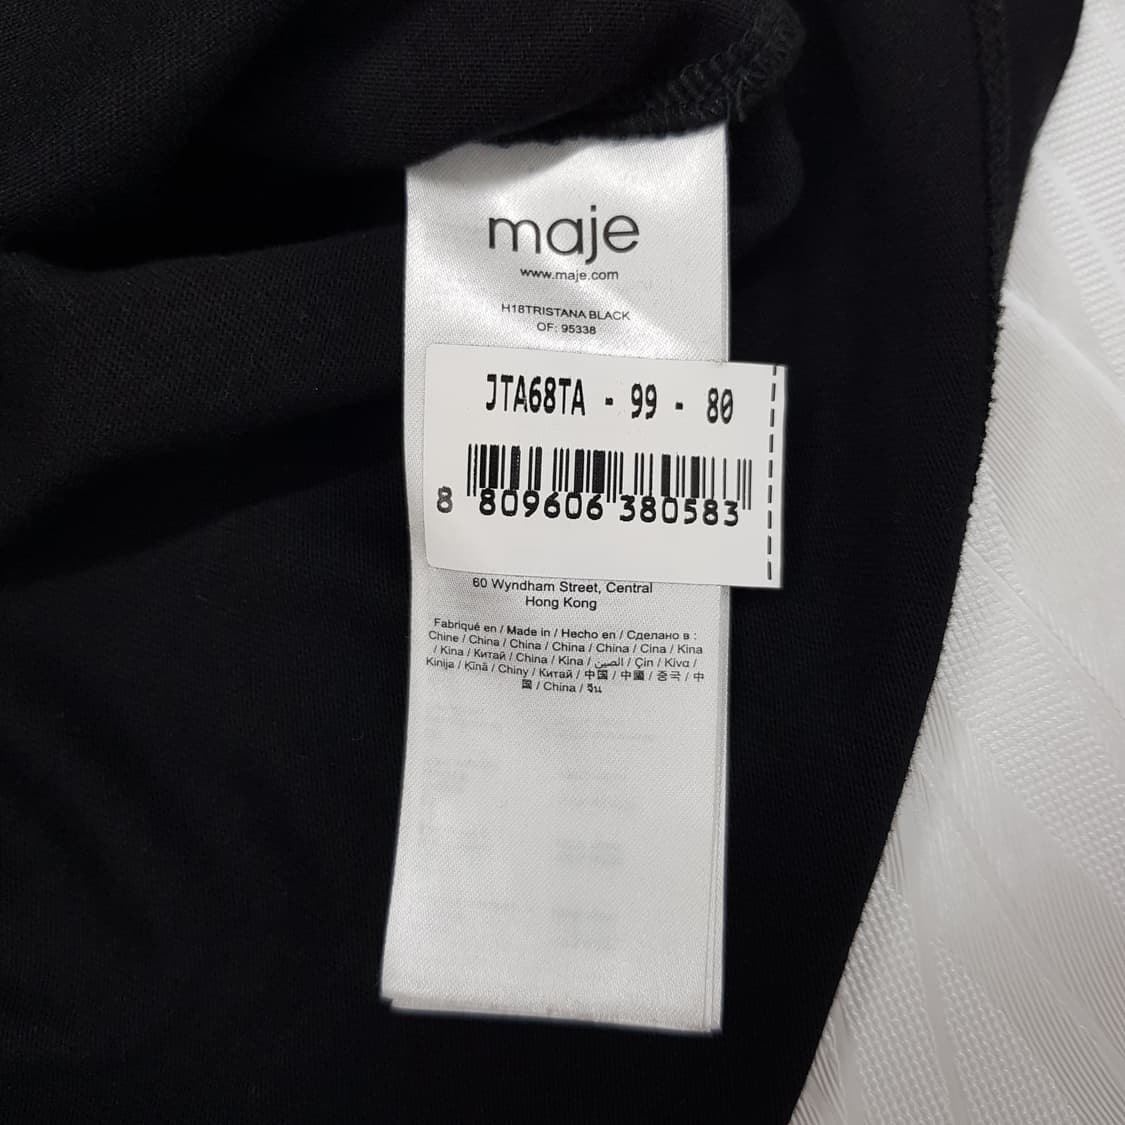 maje
www.maje.com
H18TRISTANA BLACK
OF: 95338
JTA68TA - 99 - 80
8 809606 380583
60 Wyndham Street, Central
Hong Kong
Fabriqué en / Made in / Hecho en / Сделано в :
Chine / China / China / China / China / Cina / Kina
/ Kina / Китай / China / Kina / الصين / Çin / Κίνα /
Kinija / Ķīnā / Chiny / Китай / 中国 / 中國 / 중국 / 中
国 / China / จีน